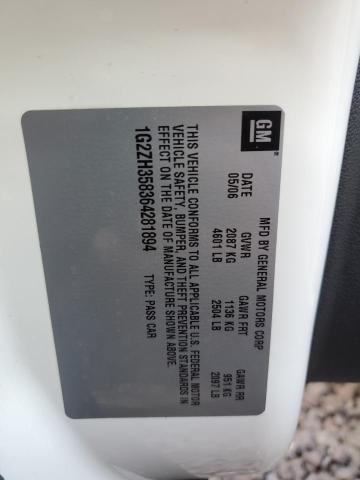 GM
MFD BY GENERAL MOTORS CORP
DATE GVWR GAWR FRT GAWR RR
05/06 2087 KG 1136 KG 951 KG
4601 LB 2504 LB 2097 LB
THIS VEHICLE CONFORMS TO ALL APPLICABLE U.S. FEDERAL MOTOR
VEHICLE SAFETY, BUMPER, AND THEFT PREVENTION STANDARDS IN
EFFECT ON THE DATE OF MANUFACTURE SHOWN ABOVE.
1G2ZH358364281894
TYPE: PASS CAR